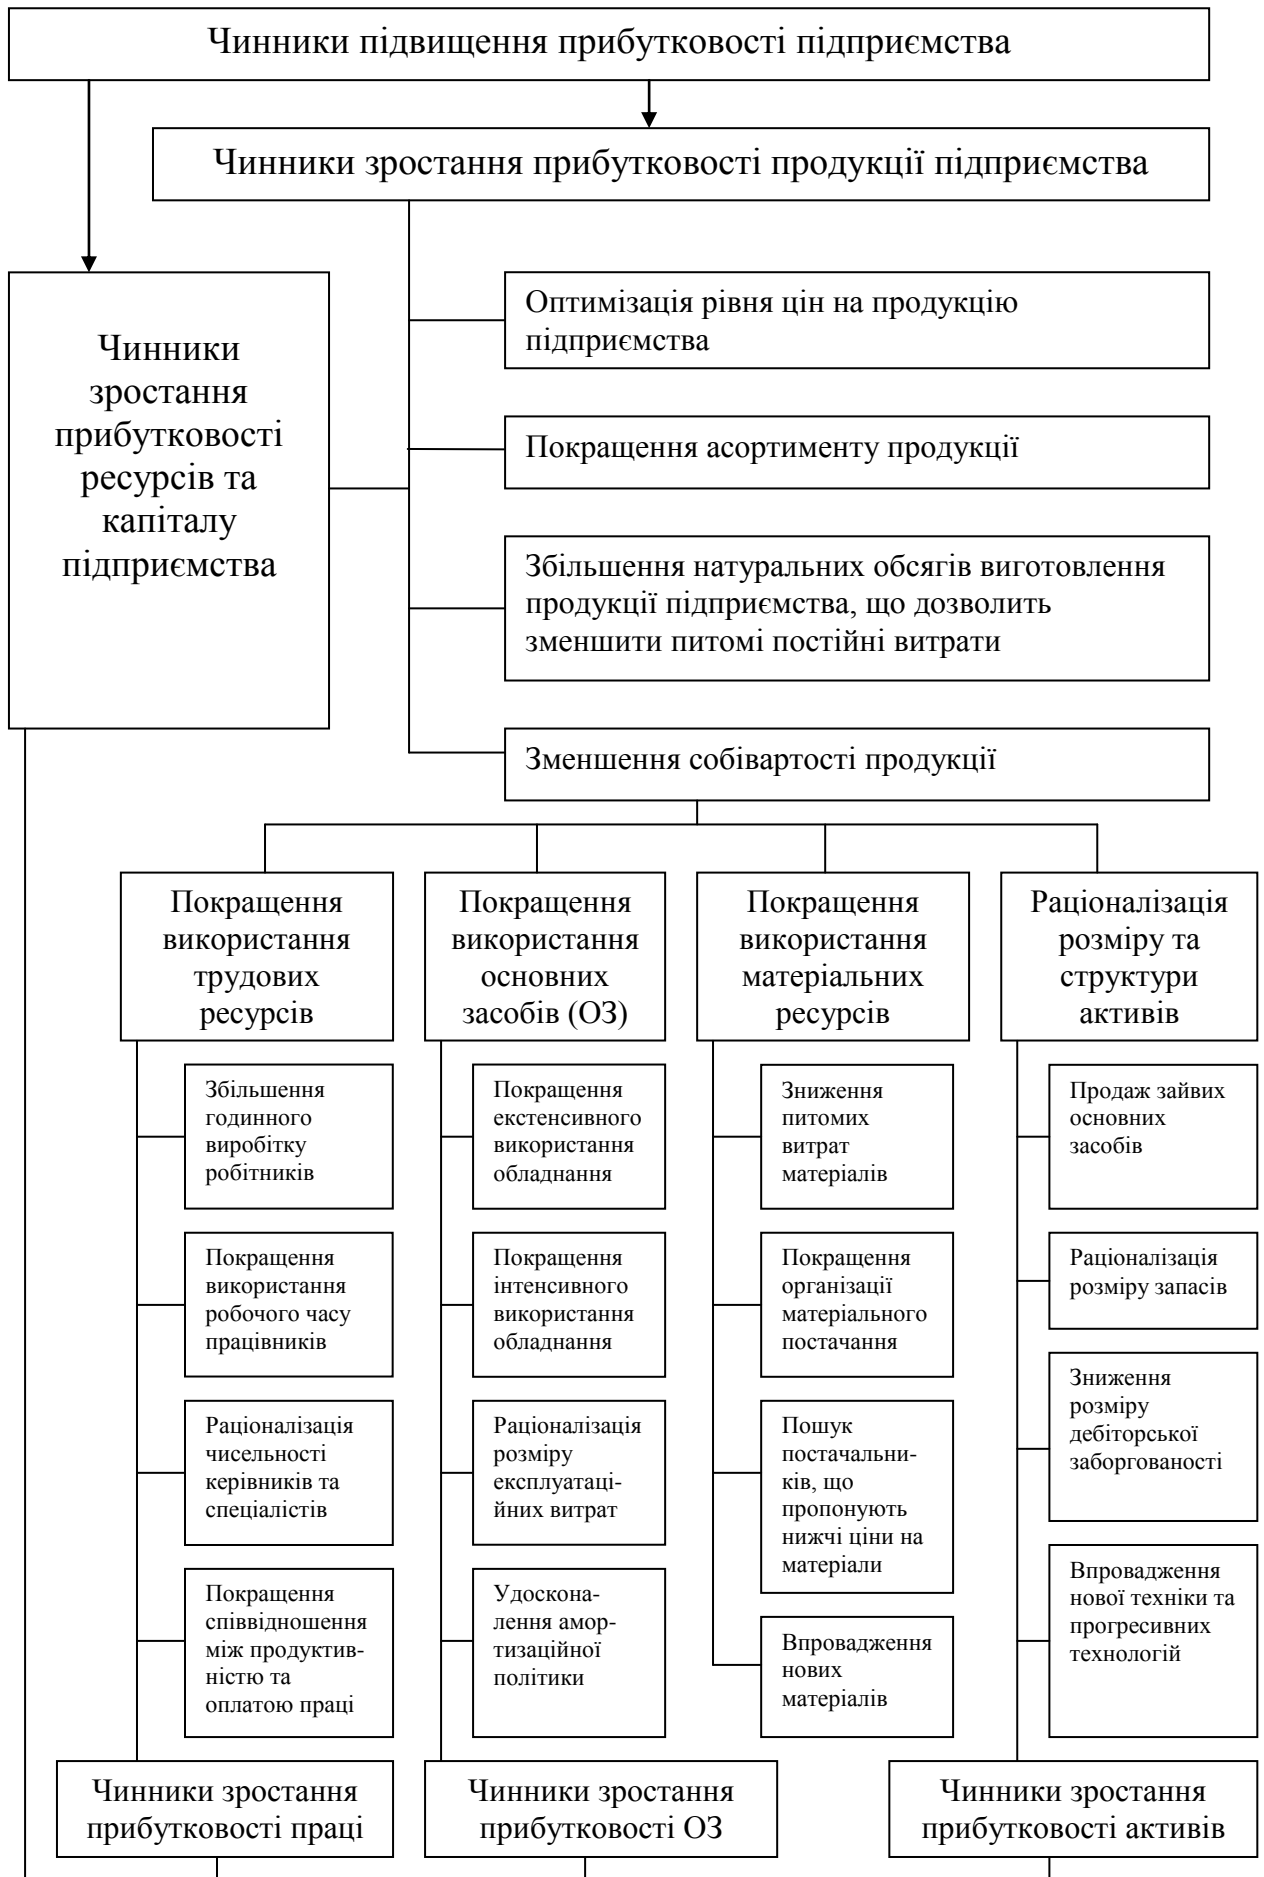 Чинники підвищення прибутковості підприємства
Чинники зростання прибутковості продукції підприємства
Чинники
зростання
прибутковості
ресурсів та
капіталу
підприємства
Оптимізація рівня цін на продукцію
підприємства
Покращення асортименту продукції
Збільшення натуральних обсягів виготовлення
продукції підприємства, що дозволить
зменшити питомі постійні витрати
Зменшення собівартості продукції
Покращення
використання
трудових
ресурсів
Покращення
використання
основних
засобів (ОЗ)
Покращення
використання
матеріальних
ресурсів
Раціоналізація
розміру та
структури
активів
Збільшення
годинного
виробітку
робітників
Покращення
використання
робочого часу
працівників
Раціоналізація
чисельності
керівників та
спеціалістів
Покращення
співвідношення
між продуктив-
ністю та
оплатою праці
Покращення
екстенсивного
використання
обладнання
Покращення
інтенсивного
використання
обладнання
Раціоналізація
розміру
експлуатаці-
йних витрат
Удоскона-
лення амор-
тизаційної
політики
Зниження
питомих
витрат
матеріалів
Покращення
організації
матеріального
постачання
Пошук
постачальни-
ків, що
пропонують
нижчі ціни на
матеріали
Впровадження
нових
матеріалів
Продаж зайвих
основних
засобів
Раціоналізація
розміру запасів
Зниження
розміру
дебіторської
заборгованості
Впровадження
нової техніки та
прогресивних
технологій
Чинники зростання
прибутковості праці
Чинники зростання
прибутковості ОЗ
Чинники зростання
прибутковості активів